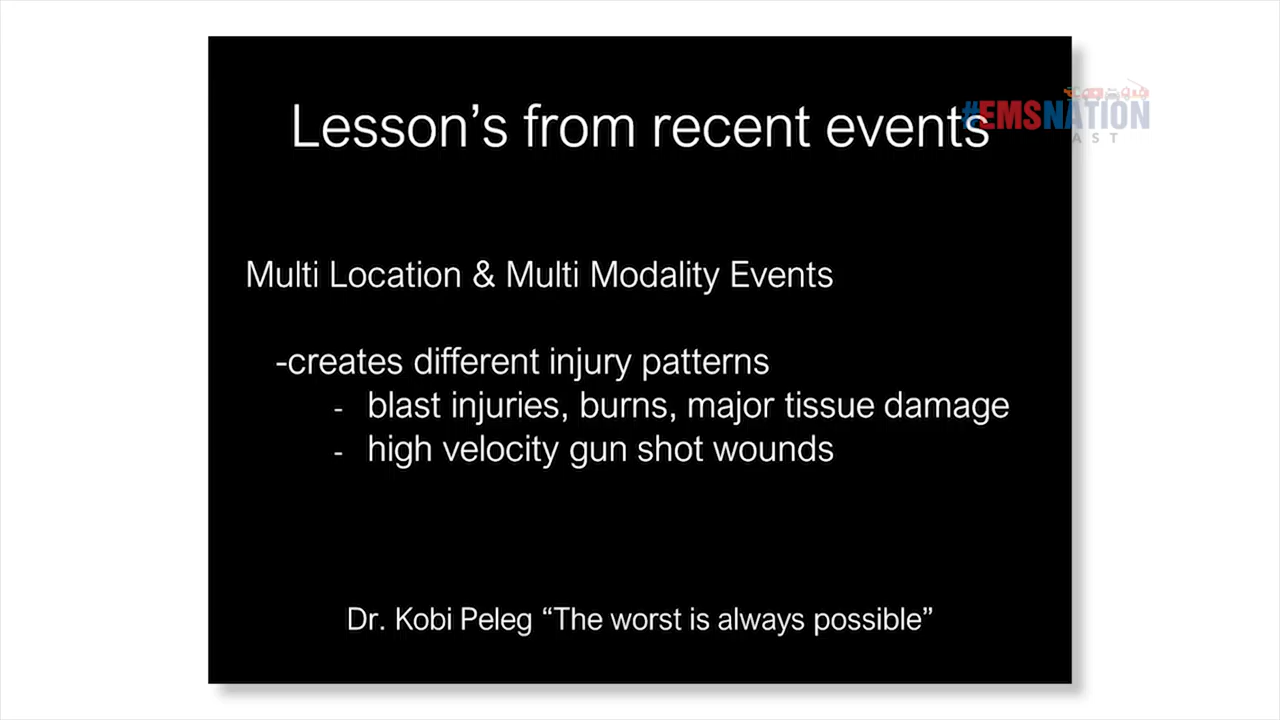 Lesson's from recent events
#EMSNATION
AST
Multi Location & Multi Modality Events
-creates different injury patterns
- blast injuries, burns, major tissue damage
- high velocity gun shot wounds
Dr. Kobi Peleg “The worst is always possible”